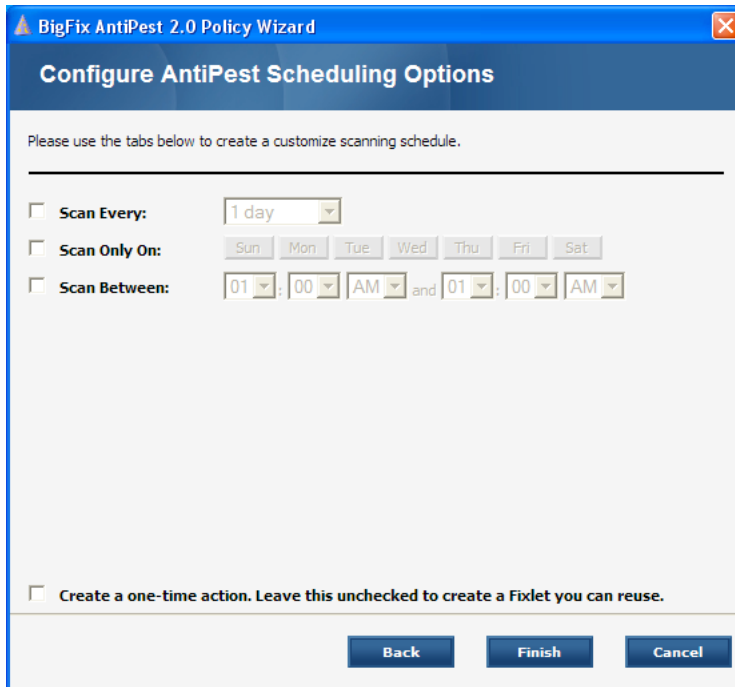 BigFix AntiPest 2.0 Policy Wizard
Configure AntiPest Scheduling Options
Please use the tabs below to create a customize scanning schedule.
Scan Every: 1 day
Scan Only On: Sun Mon Tue Wed Thu Fri Sat
Scan Between: 01 : 00 AM and 01 : 00 AM
Create a one-time action. Leave this unchecked to create a Fixlet you can reuse.
Back Finish Cancel